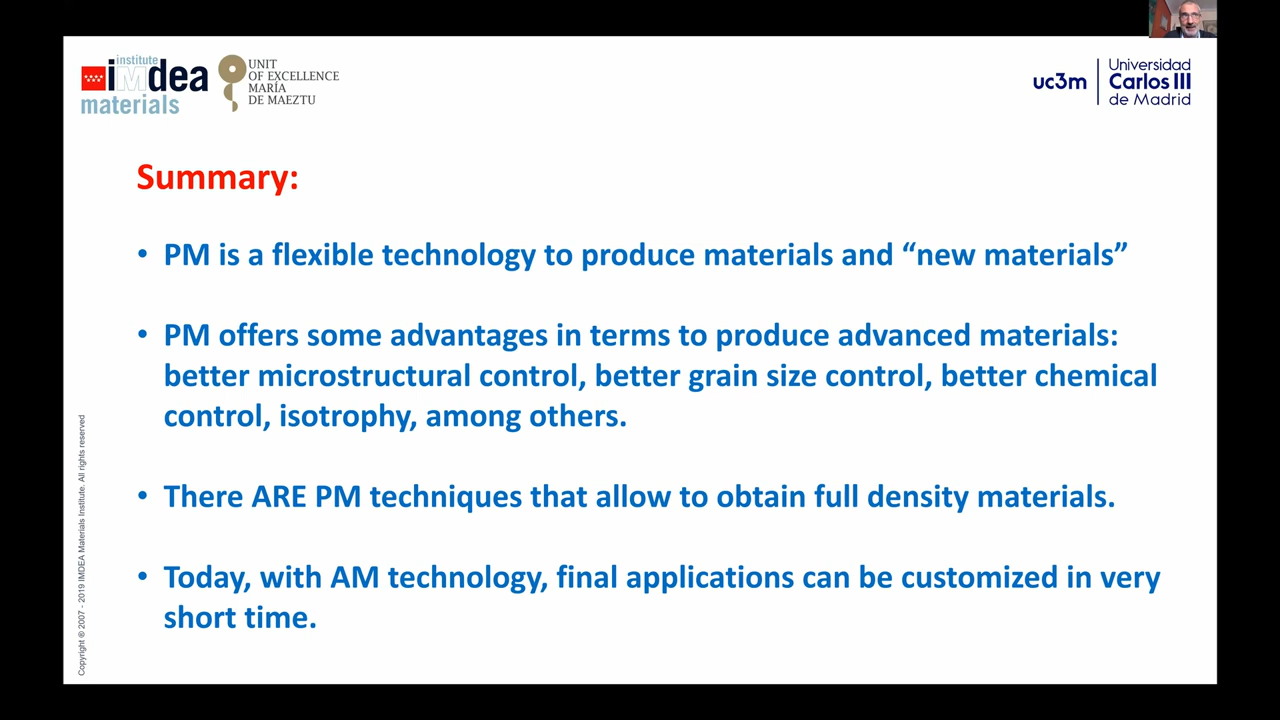 institute
iMdea
materials
UNIT
OF EXCELLENCE
MARÍA
DE MAEZTU
uc3m
Universidad
Carlos III
de Madrid
Summary:
• PM is a flexible technology to produce materials and “new materials”
• PM offers some advantages in terms to produce advanced materials:
better microstructural control, better grain size control, better chemical
control, isotrophy, among others.
• There ARE PM techniques that allow to obtain full density materials.
• Today, with AM technology, final applications can be customized in very
short time.
Copyright ® 2007 - 2019 IMDEA Materials Institute. All rights reserved